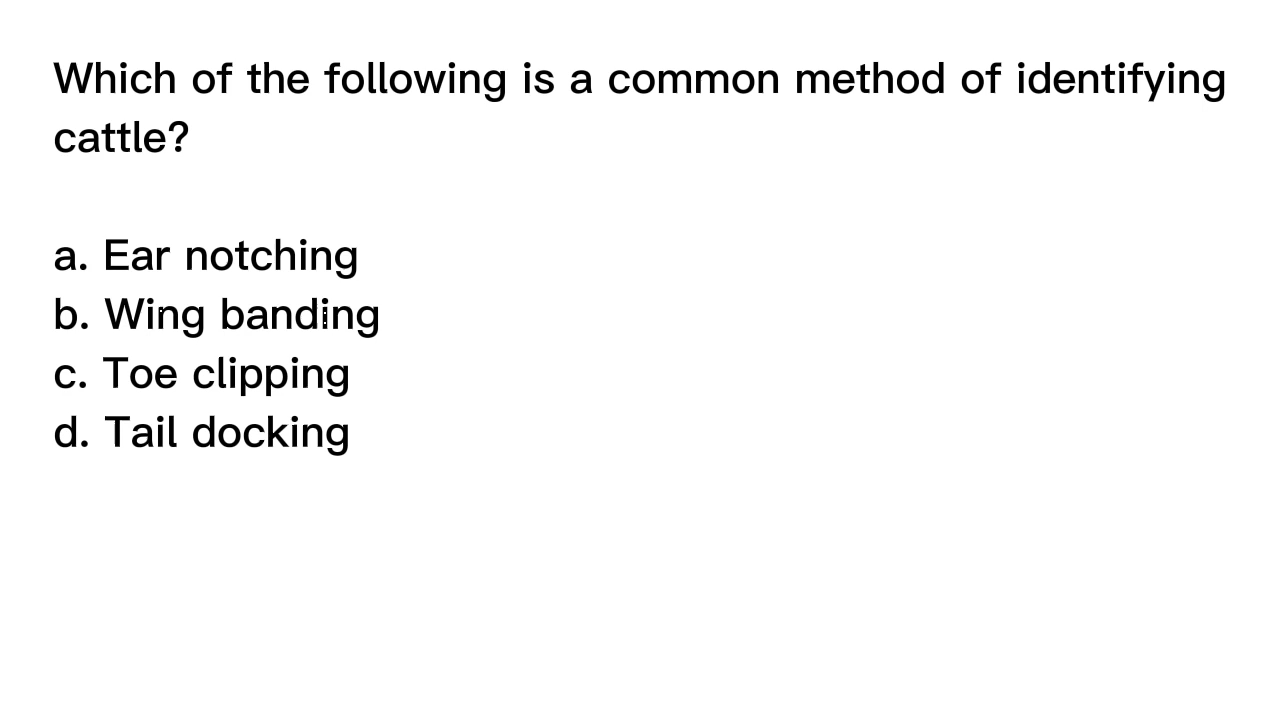 Which of the following is a common method of identifying
cattle?
a. Ear notching
b. Wing banding
c. Toe clipping
d. Tail docking